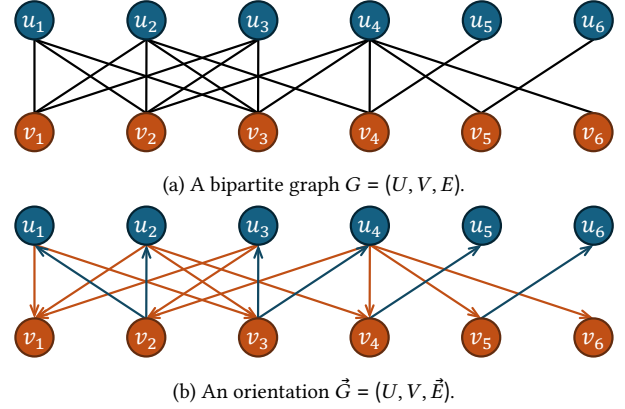 u₁ u₂ u₃ u₄ u₅ u₆
v₁ v₂ v₃ v₄ v₅ v₆
(a) A bipartite graph G = (U, V, E).
u₁ u₂ u₃ u₄ u₅ u₆
v₁ v₂ v₃ v₄ v₅ v₆
(b) An orientation G⃗ = (U, V, E⃗).